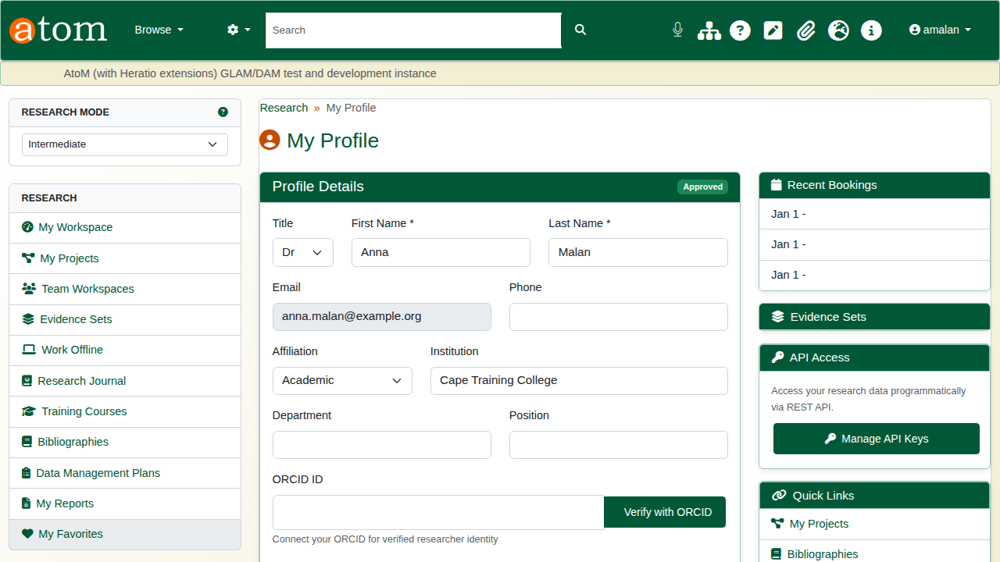 atom
Browse
Search
amalan
AtoM (with Heratio extensions) GLAM/DAM test and development instance
RESEARCH MODE
Intermediate
RESEARCH
My Workspace
My Projects
Team Workspaces
Evidence Sets
Work Offline
Research Journal
Training Courses
Bibliographies
Data Management Plans
My Reports
My Favorites
Research » My Profile
My Profile
Profile Details
Approved
Title
First Name *
Last Name *
Dr
Anna
Malan
Email
Phone
anna.malan@example.org
Affiliation
Institution
Academic
Cape Training College
Department
Position
ORCID ID
Verify with ORCID
Connect your ORCID for verified researcher identity
Recent Bookings
Jan 1 -
Jan 1 -
Jan 1 -
Evidence Sets
API Access
Access your research data programmatically
via REST API.
Manage API Keys
Quick Links
My Projects
Bibliographies